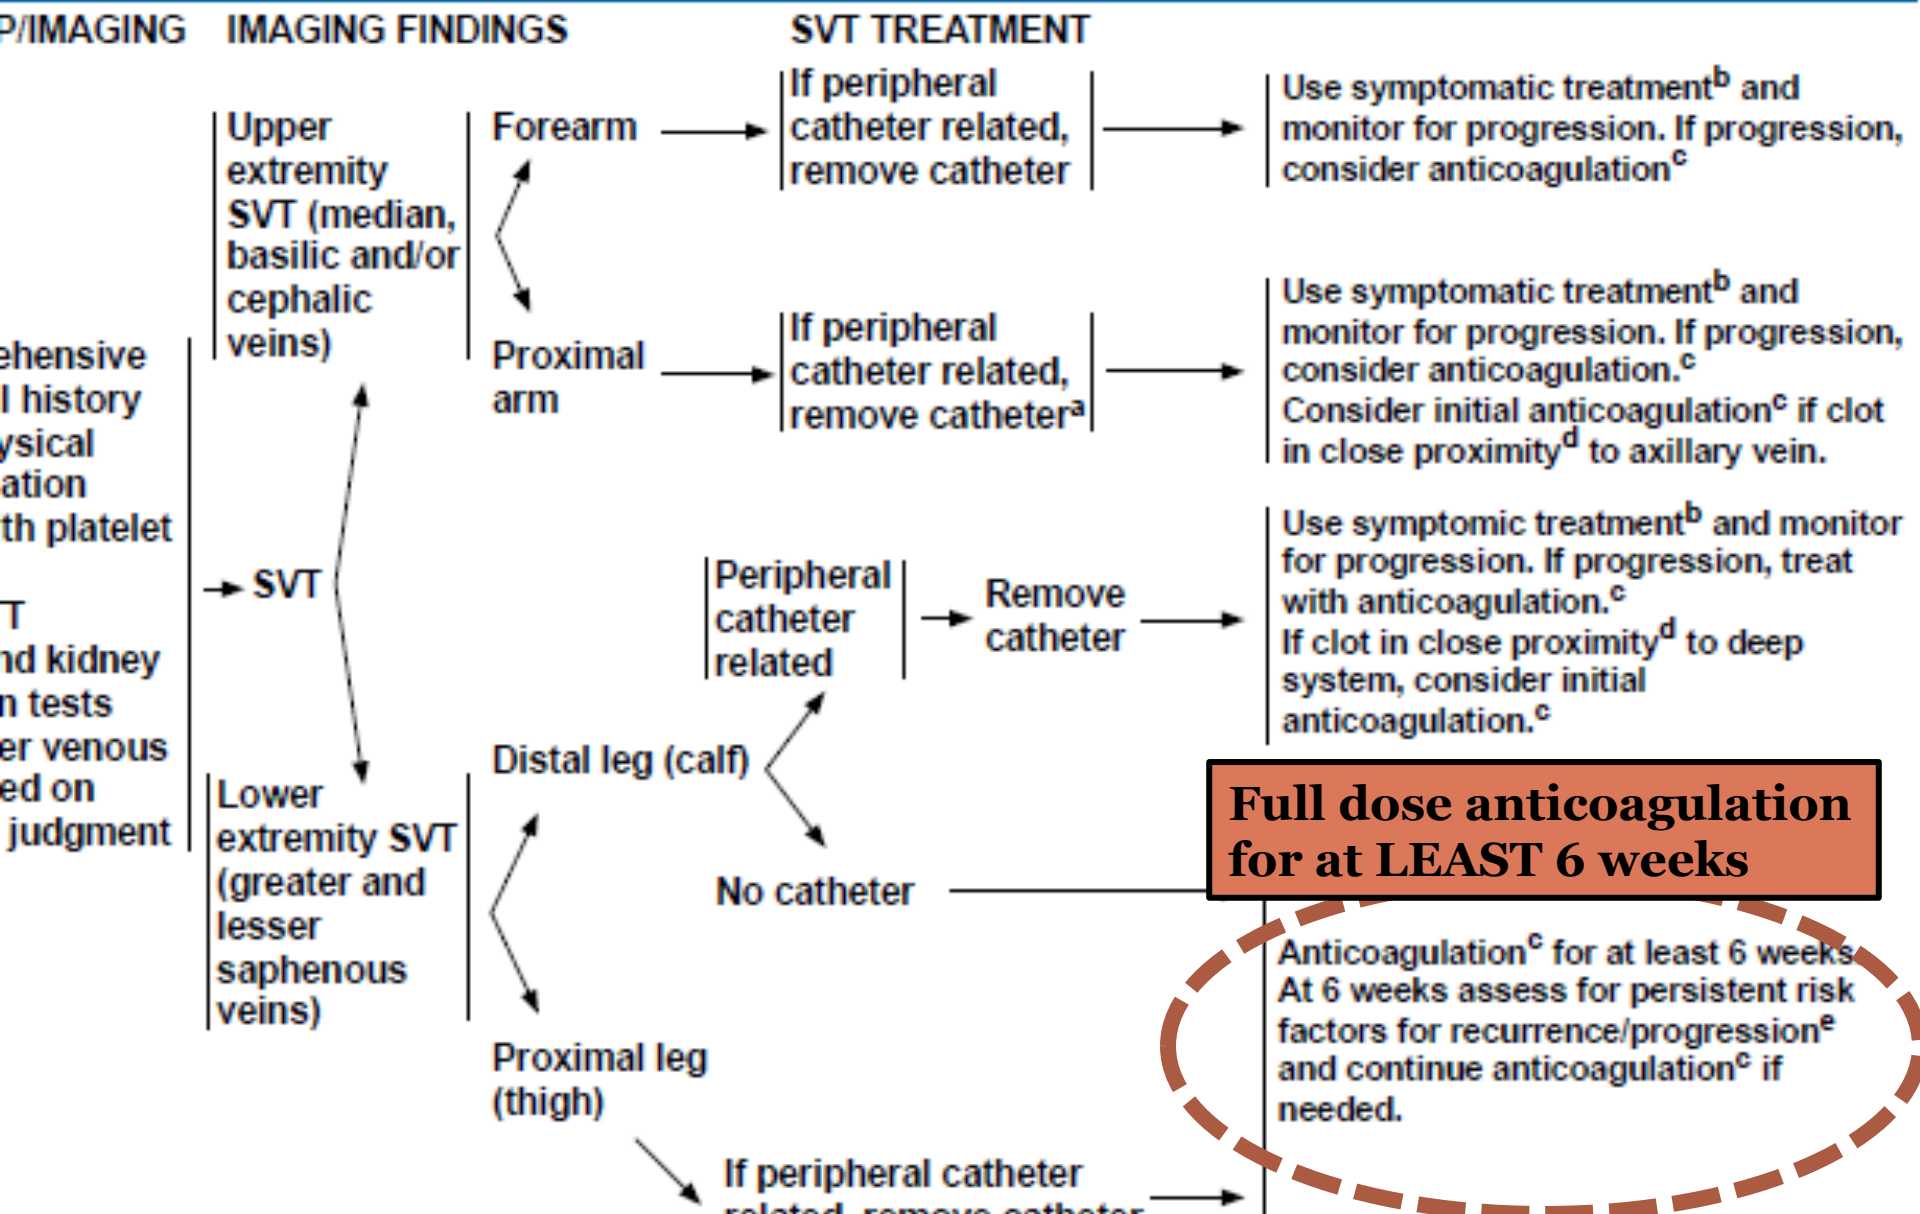 P/IMAGING
IMAGING FINDINGS
SVT TREATMENT
ehensive
l history
ysical
ation
th platelet
T
nd kidney
n tests
er venous
ed on
judgment
SVT
Upper
extremity
SVT (median,
basilic and/or
cephalic
veins)
Forearm
If peripheral
catheter related,
remove catheter
Use symptomatic treatmentb and
monitor for progression. If progression,
consider anticoagulationc
Proximal
arm
If peripheral
catheter related,
remove cathetera
Use symptomatic treatmentb and
monitor for progression. If progression,
consider anticoagulation.c
Consider initial anticoagulationc if clot
in close proximityd to axillary vein.
Lower
extremity SVT
(greater and
lesser
saphenous
veins)
Distal leg (calf)
Peripheral
catheter
related
Remove
catheter
Use symptomic treatmentb and monitor
for progression. If progression, treat
with anticoagulation.c
If clot in close proximityd to deep
system, consider initial
anticoagulation.c
No catheter
Full dose anticoagulation
for at LEAST 6 weeks
Anticoagulationc for at least 6 weeks
At 6 weeks assess for persistent risk
factors for recurrence/progressione
and continue anticoagulationc if
needed.
Proximal leg
(thigh)
If peripheral catheter
related, remove catheter